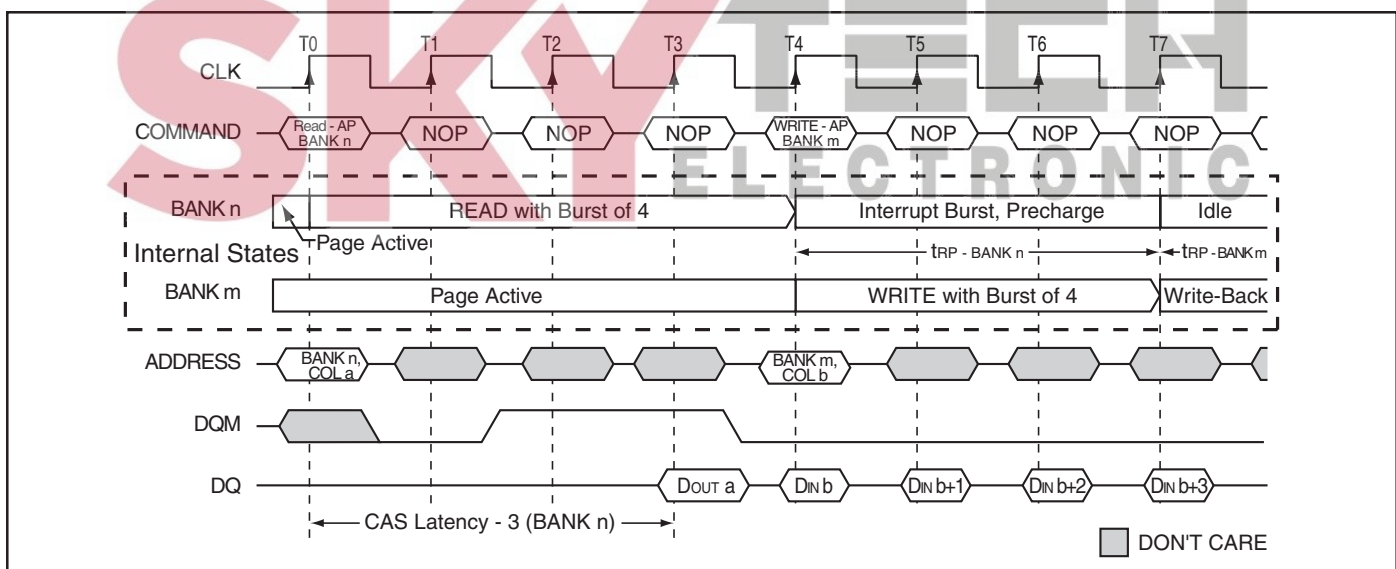 SKYTECH
ELECTRONIC
T0 T1 T2 T3 T4 T5 T6 T7
CLK
COMMAND Read - AP BANK n NOP NOP NOP WRITE - AP BANK m NOP NOP NOP
BANK n READ with Burst of 4 Interrupt Burst, Precharge Idle
Page Active
Internal States tRP - BANK n tRP - BANK m
BANK m Page Active WRITE with Burst of 4 Write-Back
ADDRESS BANK n, COL a BANK m, COL b
DQM
DQ DOUT a DIN b DIN b+1 DIN b+2 DIN b+3
CAS Latency - 3 (BANK n)
DON'T CARE